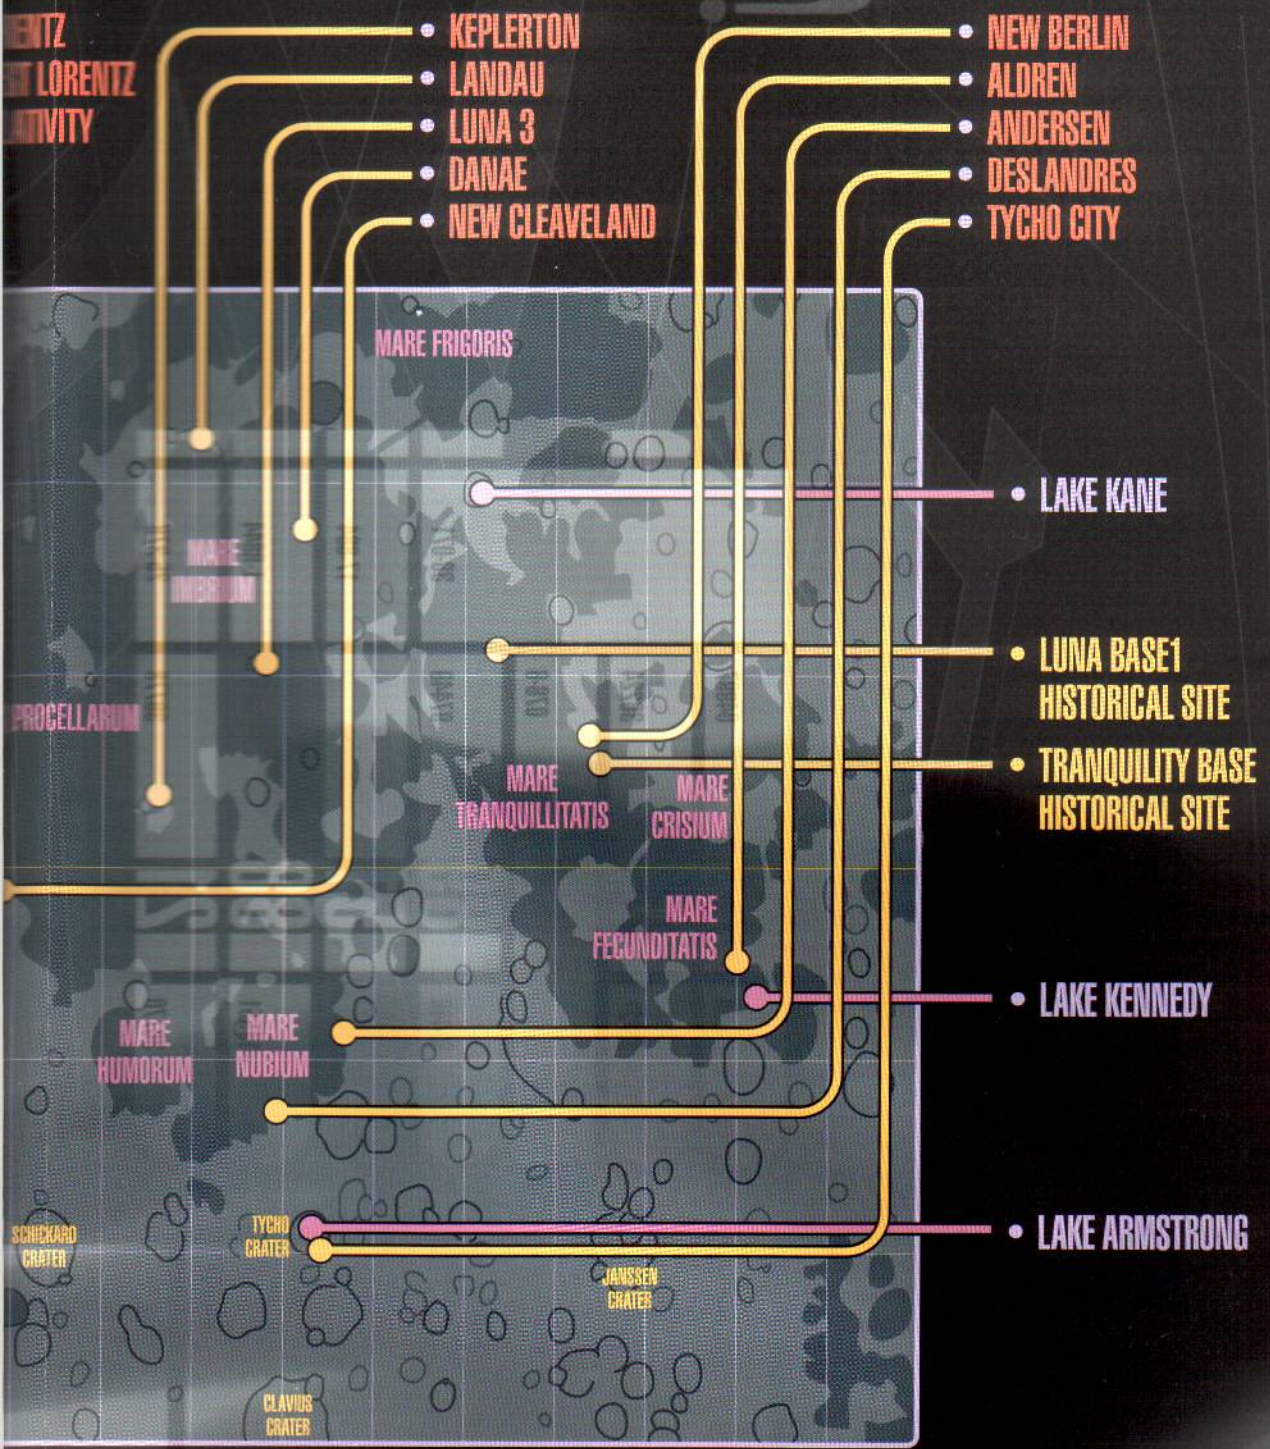 LORENTZ
KEPLERTON
LANDAU
LUNA 3
DANAE
NEW CLEAVELAND
NEW BERLIN
ALDREN
ANDERSEN
DESLANDRES
TYCHO CITY
MARE FRIGORIS
LAKE KANE
MARE
IMBRIUM
LUNA BASE1
HISTORICAL SITE
PROCELLARUM
TRANQUILITY BASE
HISTORICAL SITE
MARE
TRANQUILLITATIS
MARE
CRISIUM
MARE
FECUNDITATIS
LAKE KENNEDY
MARE
HUMORUM
MARE
NUBIUM
SCHICKARD
CRATER
TYCHO
CRATER
LAKE ARMSTRONG
JANSSEN
CRATER
CLAVIUS
CRATER